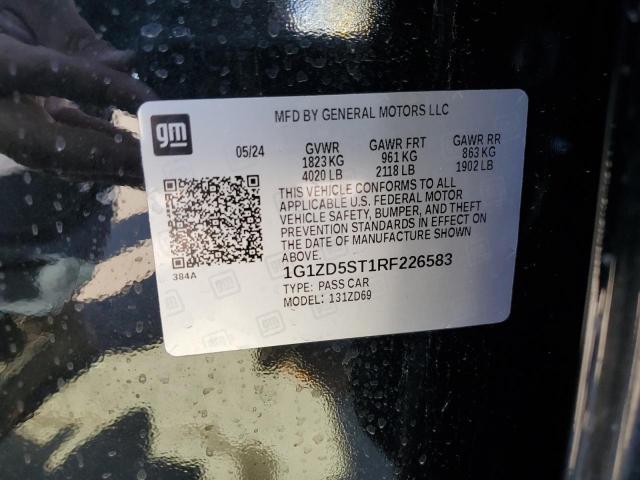 MFD BY GENERAL MOTORS LLC
gm
05/24 GVWR GAWR FRT GAWR RR
1823 KG 961 KG 863 KG
4020 LB 2118 LB 1902 LB
THIS VEHICLE CONFORMS TO ALL
APPLICABLE U.S. FEDERAL MOTOR
VEHICLE SAFETY, BUMPER, AND THEFT
PREVENTION STANDARDS IN EFFECT ON
THE DATE OF MANUFACTURE SHOWN
ABOVE.
384A
1G1ZD5ST1RF226583
TYPE: PASS CAR
MODEL: 131ZD69